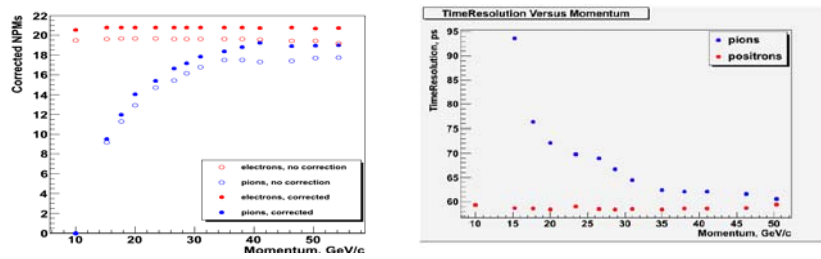 Corrected NPMs
22
20
18
16
14
12
10
8
6
4
2
0
electrons, no correction
pions, no correction
electrons, corrected
pions, corrected
10 20 30 40 50
Momentum, GeV/c
TimeResolution Versus Momentum
TimeResolution, ps
95
90
85
80
75
70
65
60
pions
positrons
10 15 20 25 30 35 40 45 50
Momentum, GeV/c